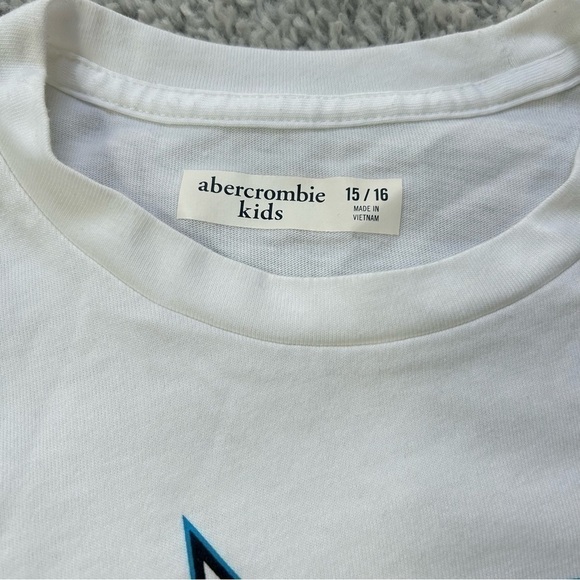 abercrombie
kids
15 / 16
MADE IN
VIETNAM